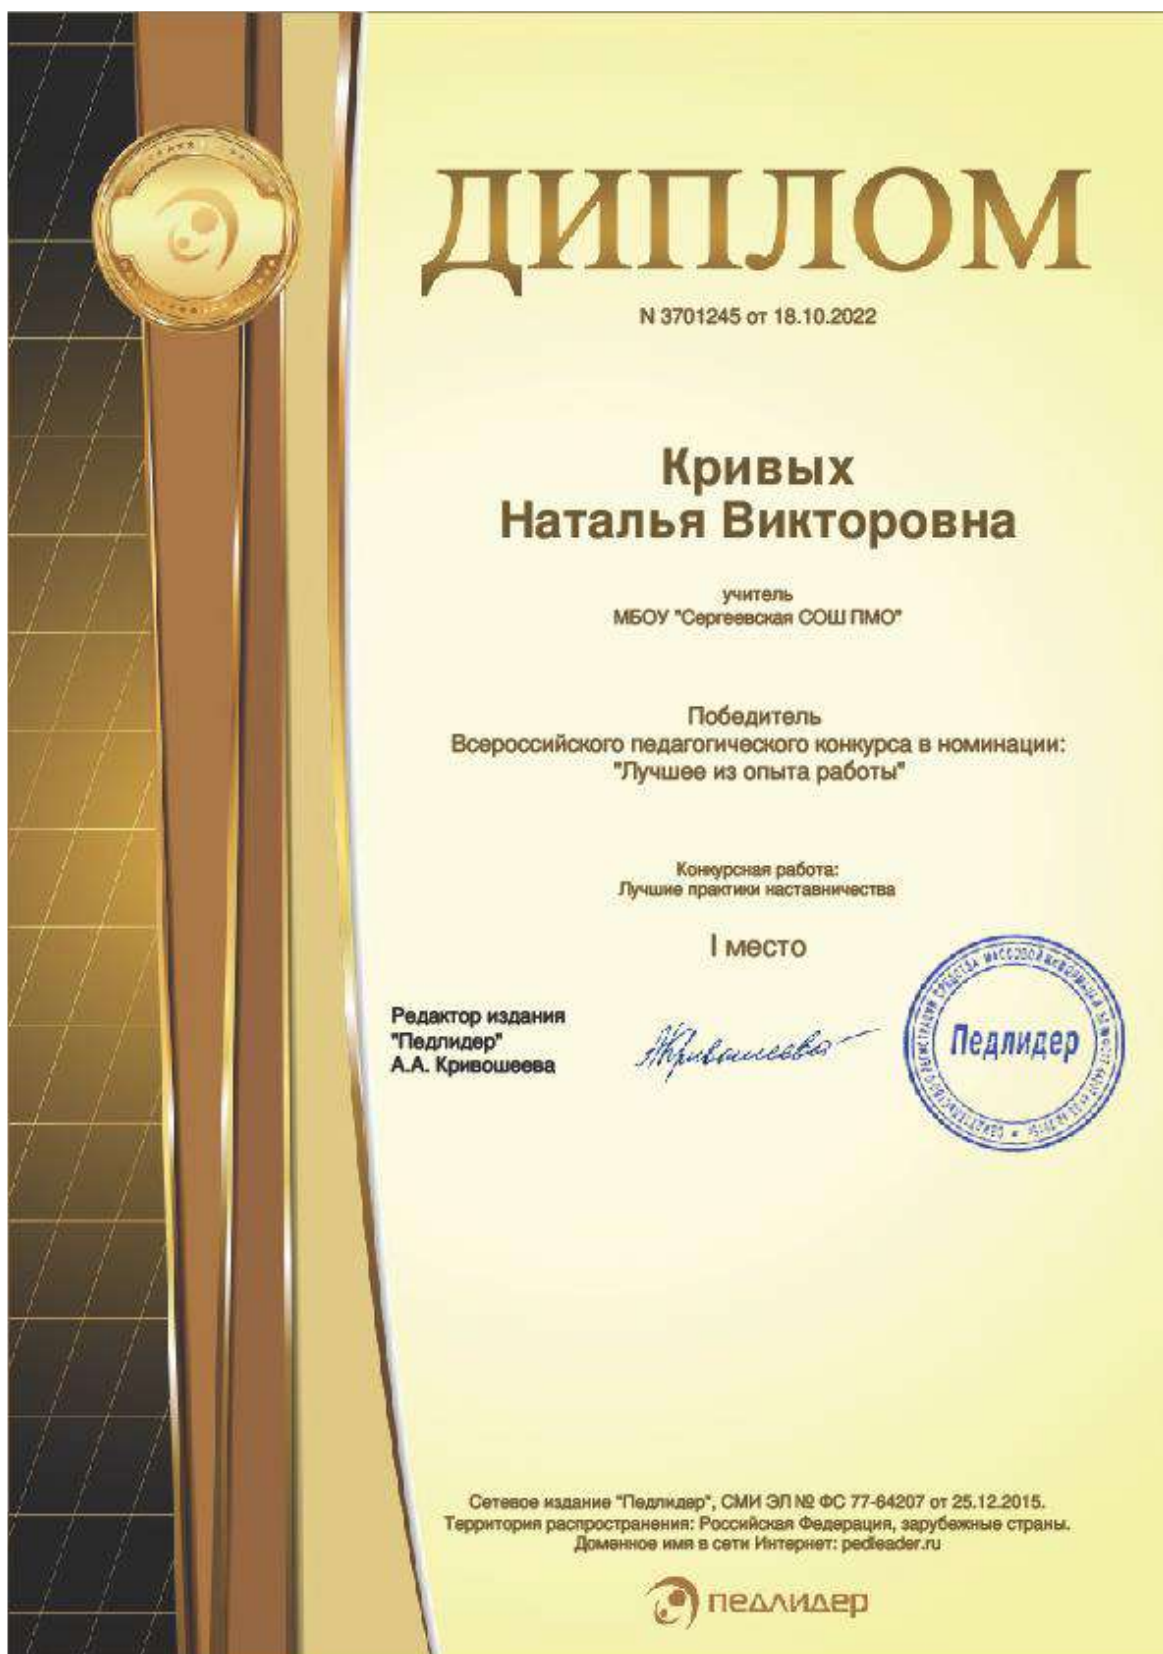 ДИПЛОМ
N 3701245 от 18.10.2022
Кривых
Наталья Викторовна
учитель
МБОУ "Сергеевская СОШ ПМО"
Победитель
Всероссийского педагогического конкурса в номинации:
"Лучшее из опыта работы"
Конкурсная работа:
Лучшие практики наставничества
I место
Редактор издания
"Педлидер"
А.А. Кривошеева
Педлидер
Сетевое издание "Педлидер", СМИ ЭЛ № ФС 77-64207 от 25.12.2015.
Территория распространения: Российская Федерация, зарубежные страны.
Доменное имя в сети Интернет: pedleader.ru
педлидер